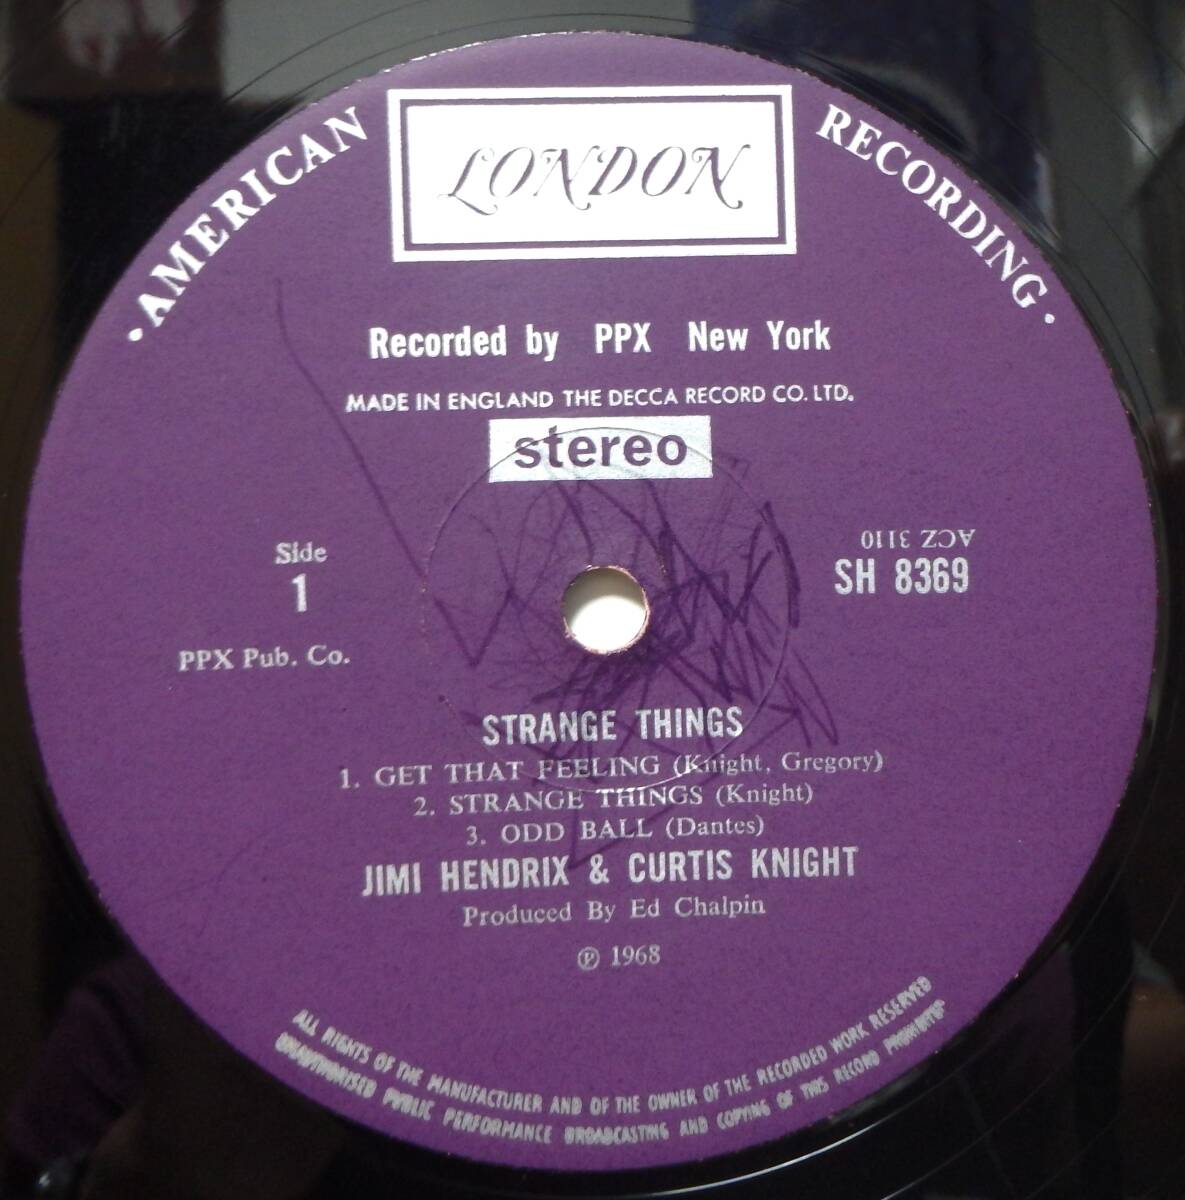 · AMERICAN RECORDING ·
LONDON
Recorded by PPX New York
MADE IN ENGLAND THE DECCA RECORD CO. LTD.
stereo
Side
1
PPX Pub. Co.
ACZ 3110
SH 8369
STRANGE THINGS
1. GET THAT FEELING (Knight, Gregory)
2. STRANGE THINGS (Knight)
3. ODD BALL (Dantes)
JIMI HENDRIX & CURTIS KNIGHT
Produced By Ed Chalpin
℗ 1968
ALL RIGHTS OF THE MANUFACTURER AND OF THE OWNER OF THE RECORDED WORK RESERVED
UNAUTHORISED PUBLIC PERFORMANCE BROADCASTING AND COPYING OF THIS RECORD PROHIBITED